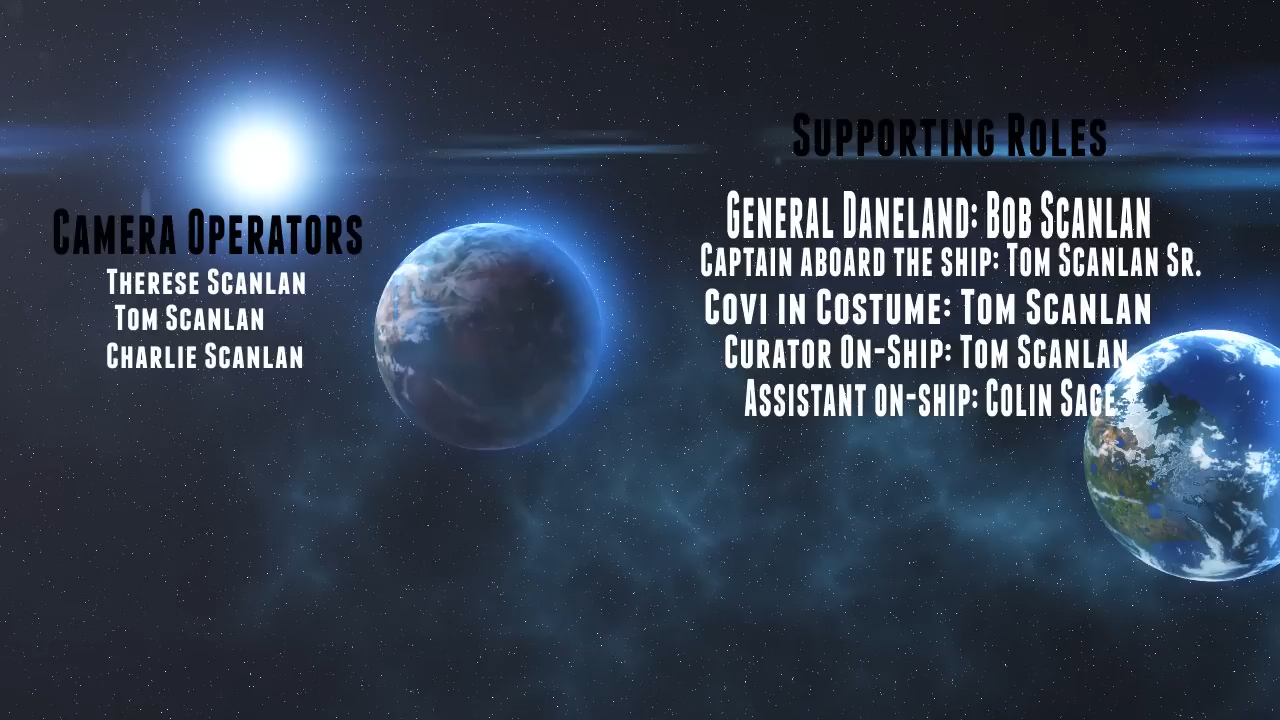 Camera Operators
Therese Scanlan
Tom Scanlan
Charlie Scanlan
Supporting Roles
General Daneland: Bob Scanlan
Captain aboard the ship: Tom Scanlan Sr.
Covi in Costume: Tom Scanlan
Curator On-Ship: Tom Scanlan
Assistant on-ship: Colin Sage